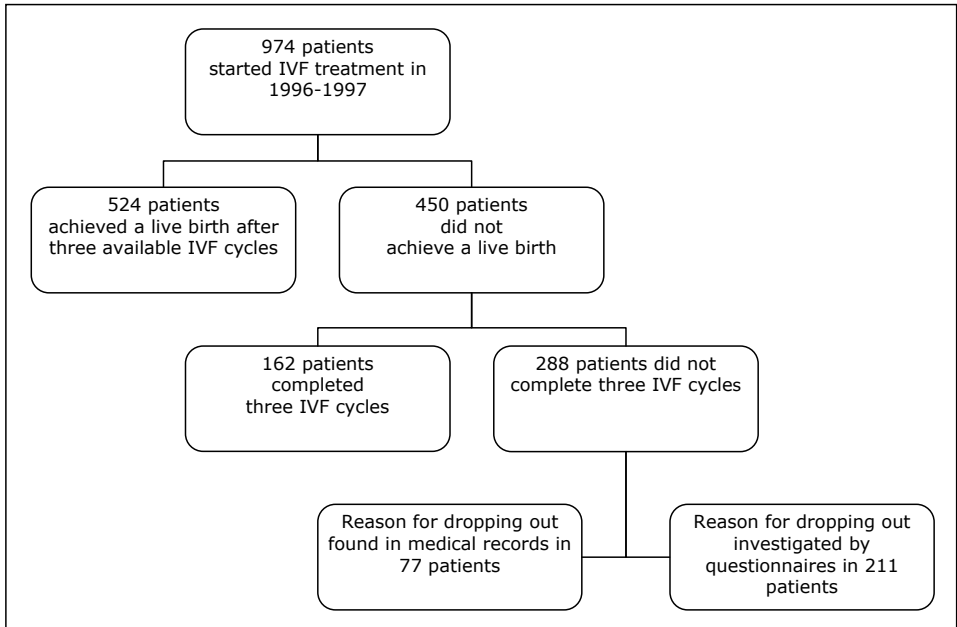 974 patients
started IVF treatment in
1996-1997
524 patients
achieved a live birth after
three available IVF cycles
450 patients
did not
achieve a live birth
162 patients
completed
three IVF cycles
288 patients did not
complete three IVF cycles
Reason for dropping out
found in medical records in
77 patients
Reason for dropping out
investigated by
questionnaires in 211
patients